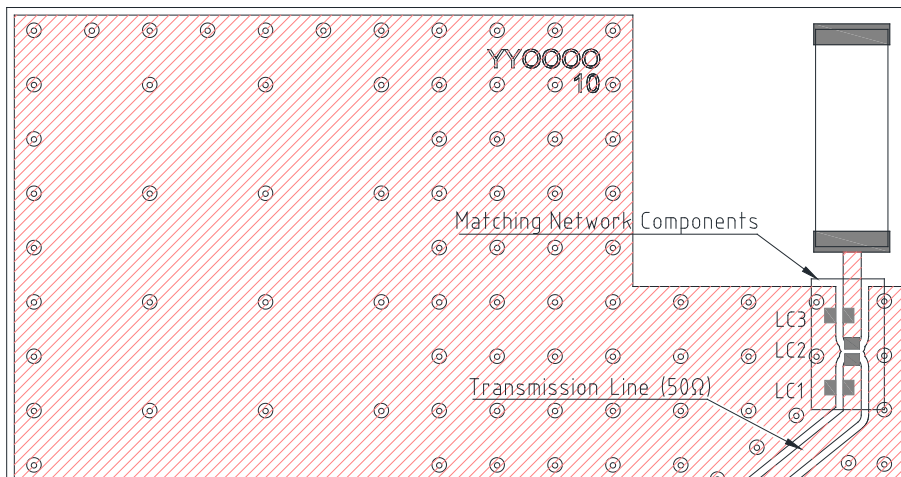 YYOOOO
10
Matching Network Components
LC3
LC2
Transmission Line (50Ω)
LC1